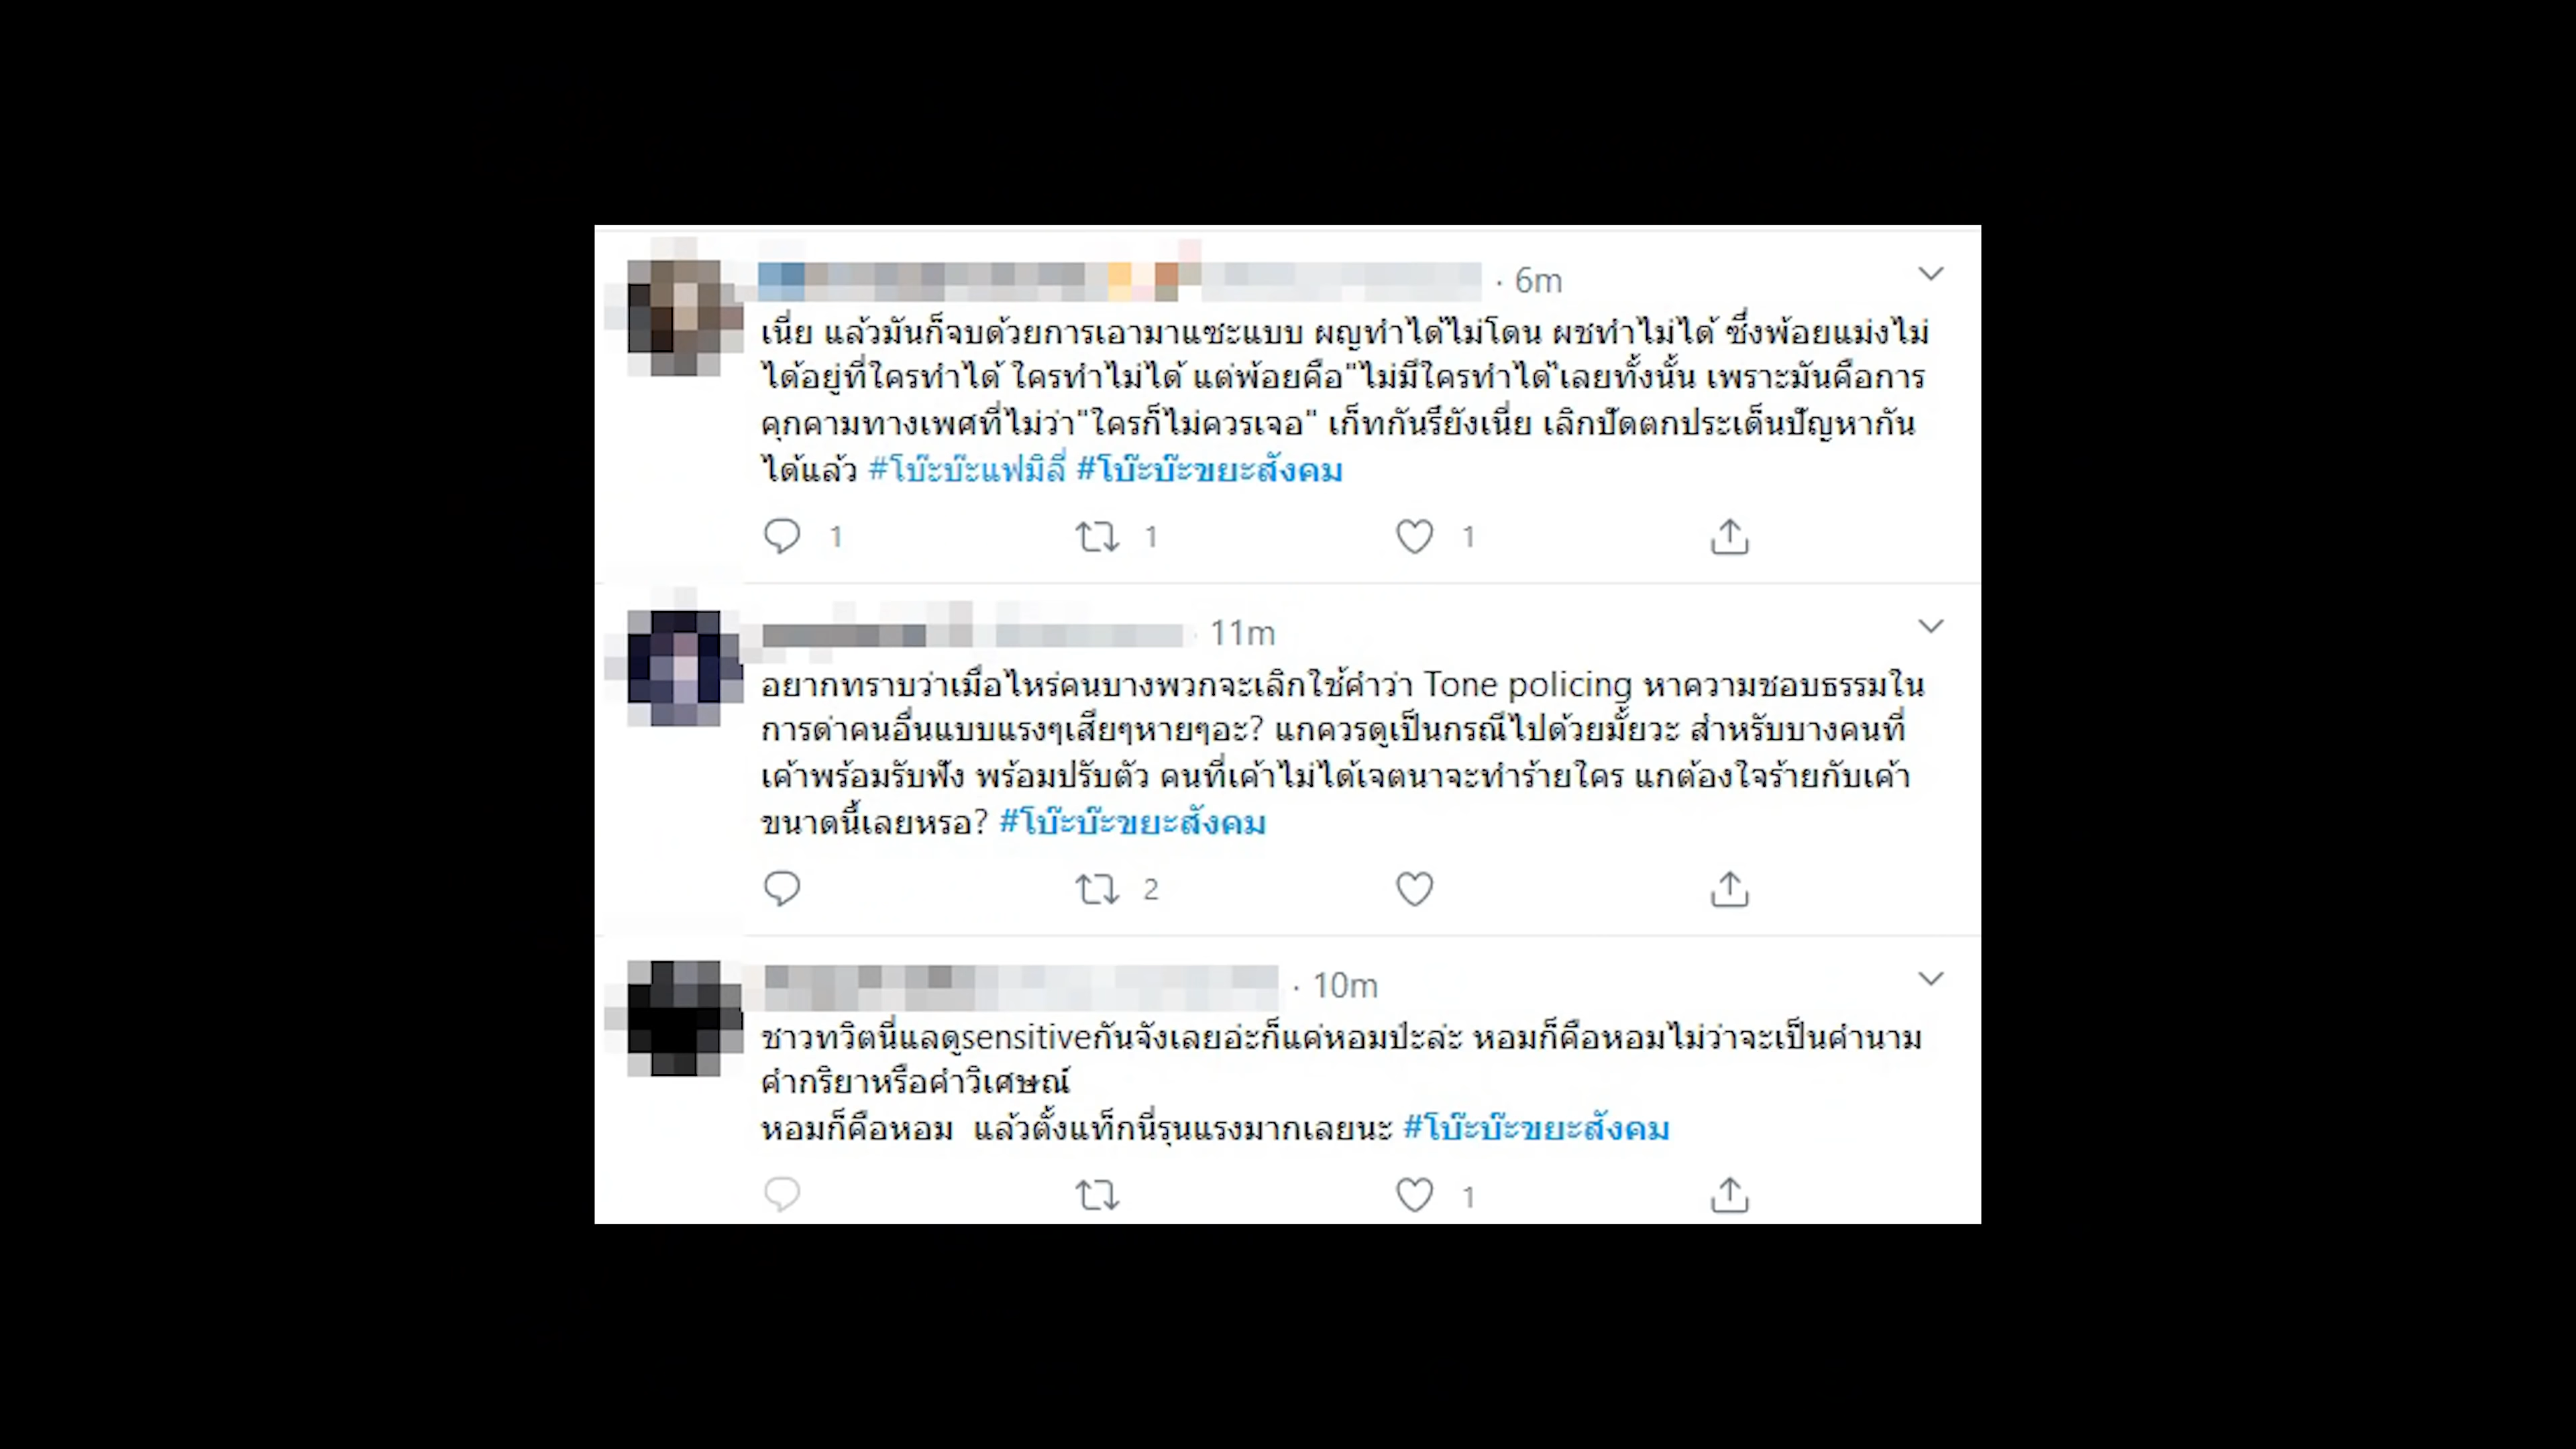 · 6m
เนี่ย แล้วมันก็จบด้วยการเอามาแซะแบบ ผญทำได้ไม่โดน ผชทำไม่ได้ ซึ่งพ้อยแม่งไม่
ได้อยู่ที่ใครทำได้ ใครทำไม่ได้ แต่พ้อยคือ"ไม่มีใครทำได้"เลยทั้งนั้น เพราะมันคือการ
คุกคามทางเพศที่ไม่ว่า"ใครก็ไม่ควรเจอ" เก็ทกันรึยังเนี่ย เลิกปัดตกประเด็นปัญหากัน
ได้แล้ว #โบ๊ะบ๊ะแฟมิลี่ #โบ๊ะบ๊ะขยะสังคม
1 1 1
· 11m
อยากทราบว่าเมื่อไหร่คนบางพวกจะเลิกใช้คำว่า Tone policing หาความชอบธรรมใน
การด่าคนอื่นแบบแรงๆเสียๆหายๆอะ? แกควรดูเป็นกรณีไปด้วยมั้ยวะ สำหรับบางคนที่
เค้าพร้อมรับฟัง พร้อมปรับตัว คนที่เค้าไม่ได้เจตนาจะทำร้ายใคร แกต้องใจร้ายกับเค้า
ขนาดนี้เลยหรอ? #โบ๊ะบ๊ะขยะสังคม
2
· 10m
ชาวทวิตนี่แลดูsensitiveกันจังเลยอ่ะก็แค่หอมป่ะล่ะ หอมก็คือหอมไม่ว่าจะเป็นคำนาม
คำกริยาหรือคำวิเศษณ์
หอมก็คือหอม แล้วตั้งแท็กนี่รุนแรงมากเลยนะ #โบ๊ะบ๊ะขยะสังคม
1